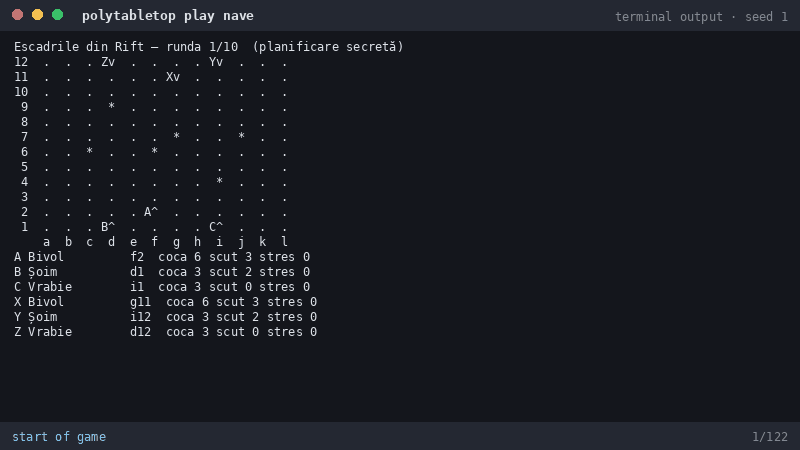 polytabletop play nave
terminal output · seed 1
Escadrile din Rift — runda 1/10  (planificare secretă)
12  .  .  . Zv  .  .  .  . Yv  .  .  .
11  .  .  .  .  .  . Xv  .  .  .  .  .
10  .  .  .  .  .  .  .  .  .  .  .  .
 9  .  .  .  *  .  .  .  .  .  .  .  .
 8  .  .  .  .  .  .  .  .  .  .  .  .
 7  .  .  .  .  .  .  *  .  .  *  .  .
 6  .  .  *  .  .  *  .  .  .  .  .  .
 5  .  .  .  .  .  .  .  .  .  .  .  .
 4  .  .  .  .  .  .  .  .  *  .  .  .
 3  .  .  .  .  .  .  .  .  .  .  .  .
 2  .  .  .  .  . A^  .  .  .  .  .  .
 1  .  .  . B^  .  .  .  . C^  .  .  .
    a  b  c  d  e  f  g  h  i  j  k  l
A Bivol         f2  coca 6 scut 3 stres 0
B Șoim          d1  coca 3 scut 2 stres 0
C Vrabie        i1  coca 3 scut 0 stres 0
X Bivol         g11  coca 6 scut 3 stres 0
Y Șoim          i12  coca 3 scut 2 stres 0
Z Vrabie        d12  coca 3 scut 0 stres 0
start of game
1/122